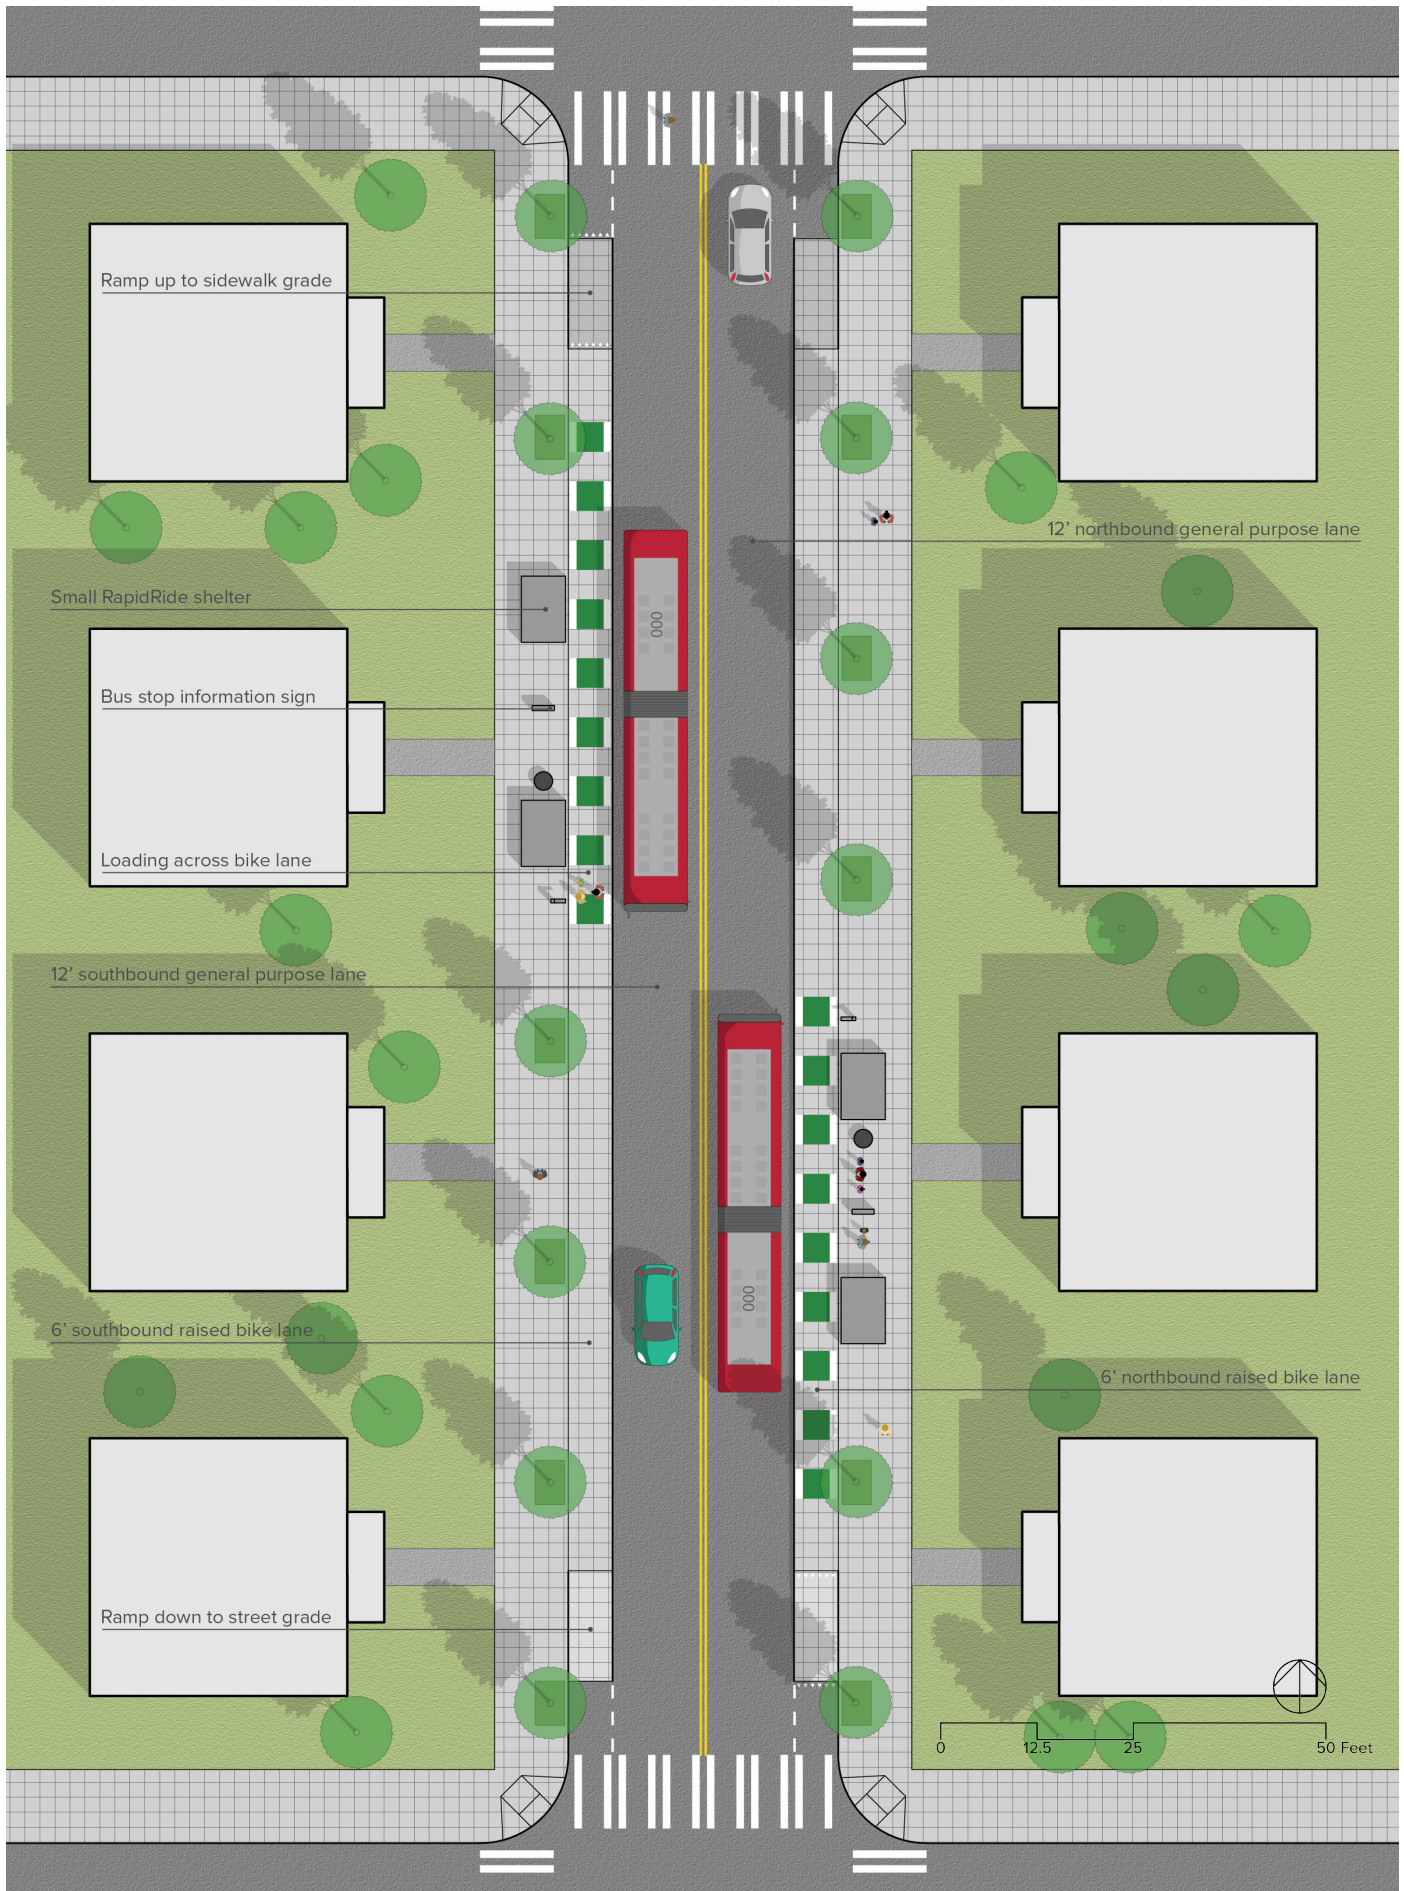 Ramp up to sidewalk grade
12’ northbound general purpose lane
Small RapidRide shelter
000
Bus stop information sign
Loading across bike lane
12’ southbound general purpose lane
000
6’ southbound raised bike lane
6’ northbound raised bike lane
Ramp down to street grade
0 12.5 25 50 Feet